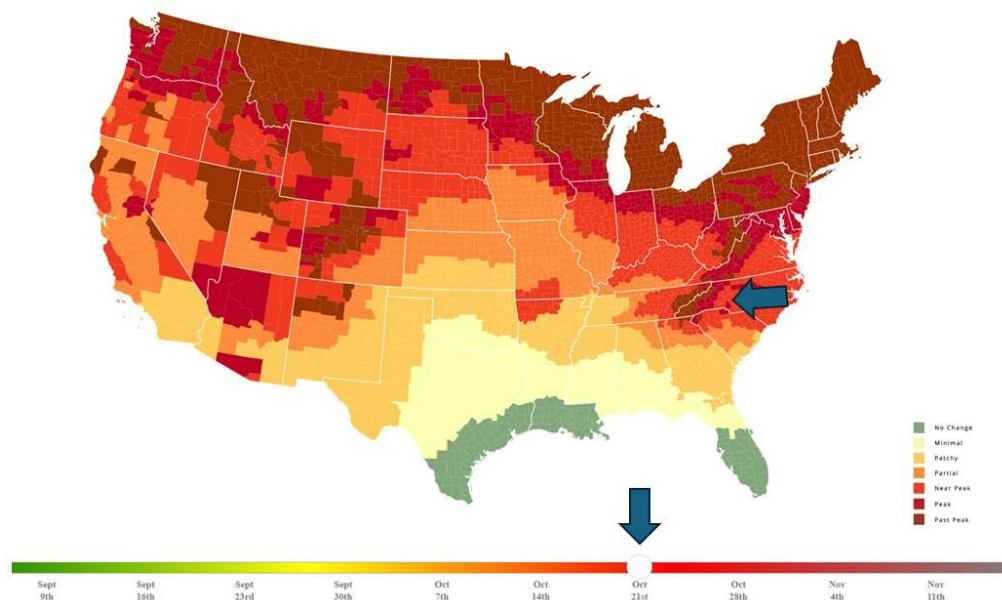 No Change
Minimal
Patchy
Partial
Near Peak
Peak
Past Peak
Sept 9th
Sept 16th
Sept 23rd
Sept 30th
Oct 7th
Oct 14th
Oct 21st
Oct 28th
Nov 4th
Nov 11th